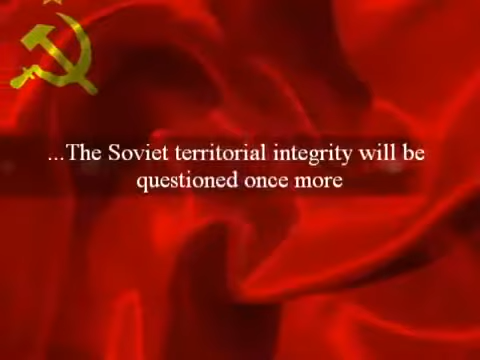 ...The Soviet territorial integrity will be
questioned once more